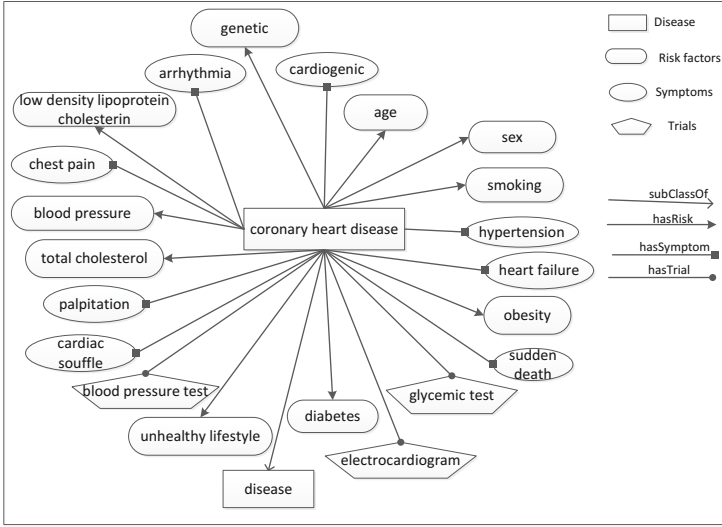 genetic
Disease
arrhythmia
cardiogenic
Risk factors
low density lipoprotein
cholesterin
age
Symptoms
sex
Trials
chest pain
smoking
subClassOf
blood pressure
coronary heart disease
hypertension
hasRisk
total cholesterol
heart failure
hasSymptom
hasTrial
palpitation
obesity
cardiac
souffle
sudden
death
blood pressure test
glycemic test
unhealthy lifestyle
diabetes
electrocardiogram
disease